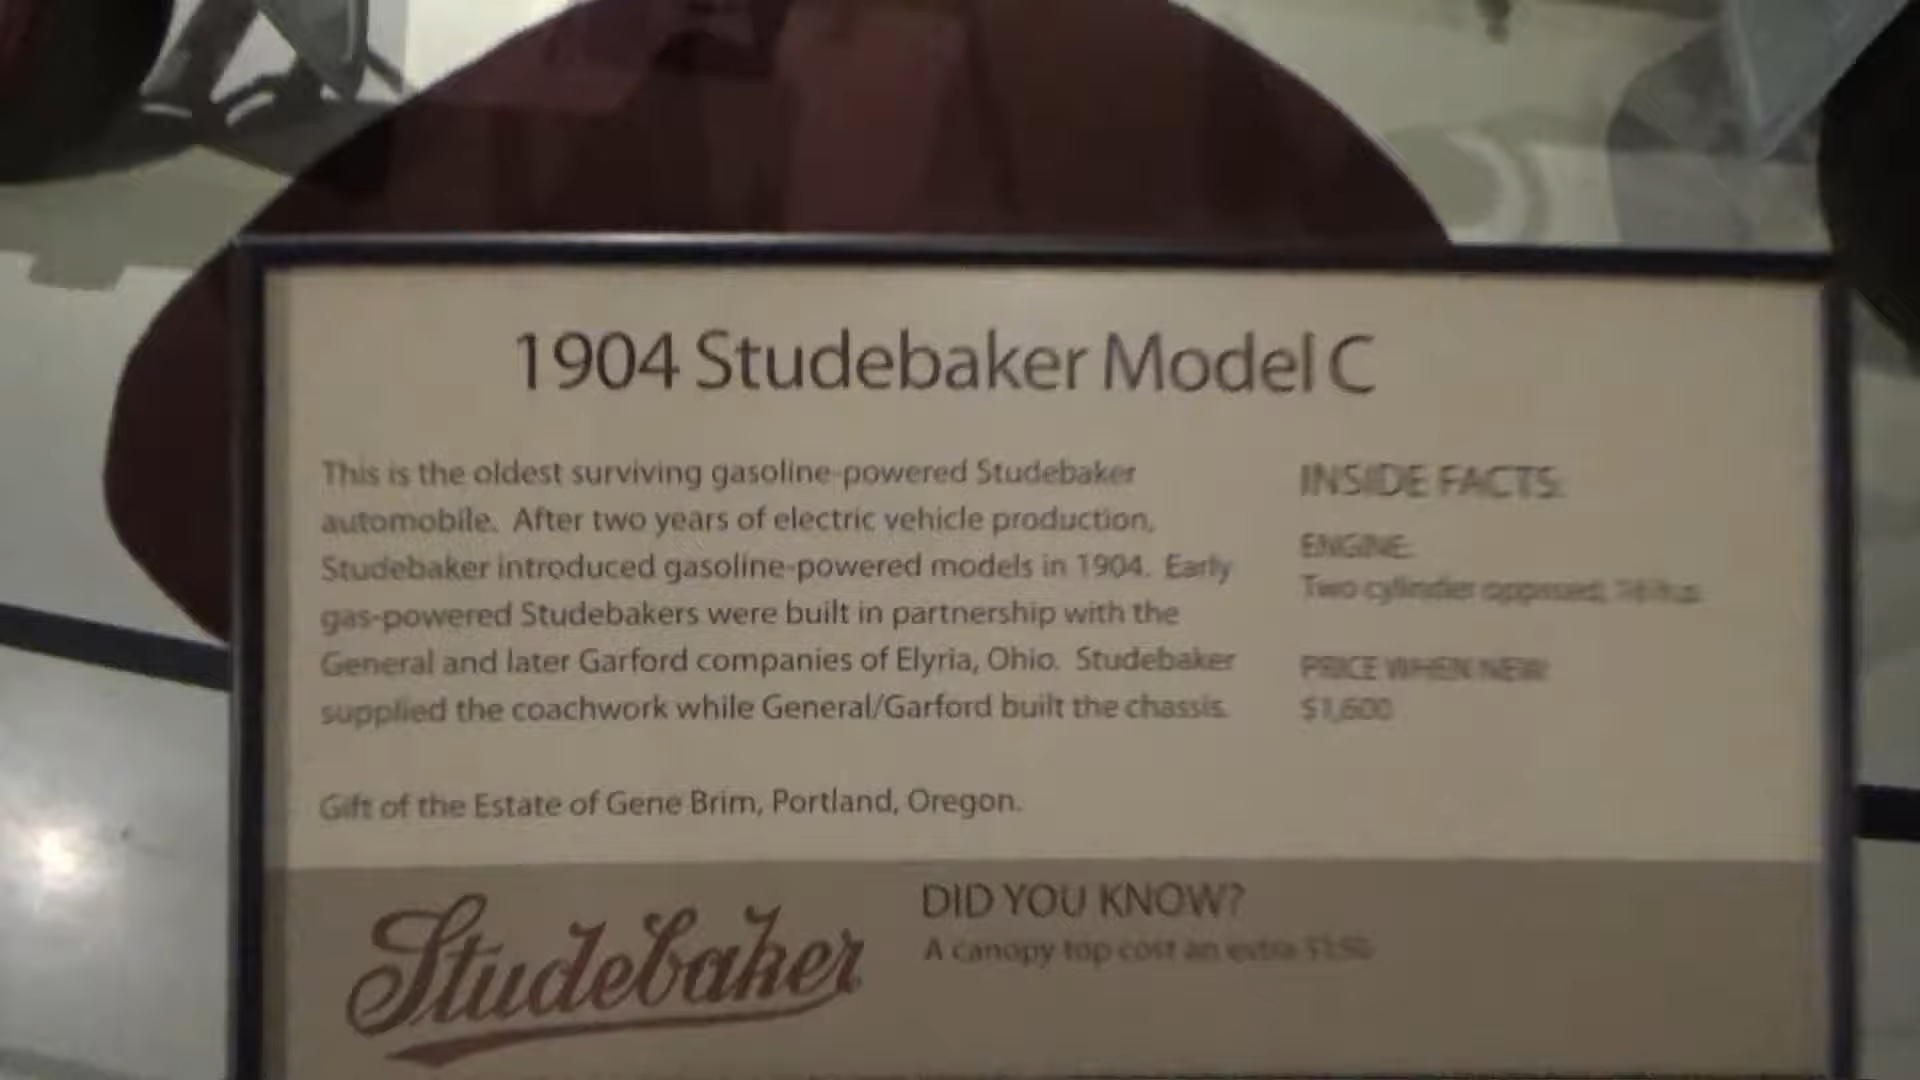 1904 Studebaker Model C
This is the oldest surviving gasoline-powered Studebaker
automobile. After two years of electric vehicle production,
Studebaker introduced gasoline-powered models in 1904. Early
gas-powered Studebakers were built in partnership with the
General and later Garford companies of Elyria, Ohio. Studebaker
supplied the coachwork while General/Garford built the chassis.
Gift of the Estate of Gene Brim, Portland, Oregon.
INSIDE FACTS:
ENGINE:
Two cylinder opposed,
PRICE WHEN NEW:
$1,600
Studebaker
DID YOU KNOW?
A canopy top cost an extra